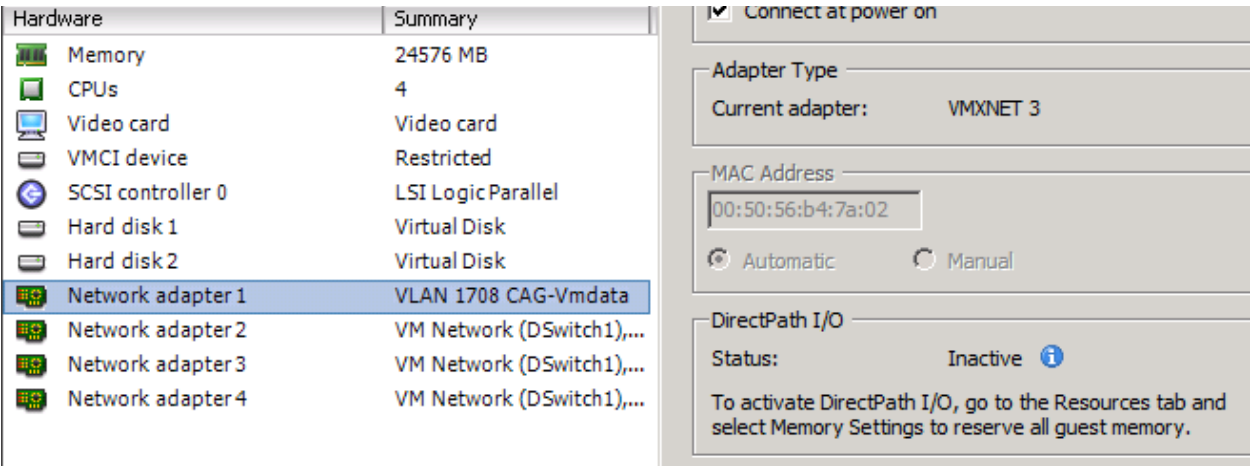 Hardware Summary
Memory 24576 MB
CPUs 4
Video card Video card
VMCI device Restricted
SCSI controller 0 LSI Logic Parallel
Hard disk 1 Virtual Disk
Hard disk 2 Virtual Disk
Network adapter 1 VLAN 1708 CAG-Vmdata
Network adapter 2 VM Network (DSwitch1),...
Network adapter 3 VM Network (DSwitch1),...
Network adapter 4 VM Network (DSwitch1),...
Connect at power on
Adapter Type
Current adapter: VMXNET 3
MAC Address
00:50:56:b4:7a:02
Automatic Manual
DirectPath I/O
Status: Inactive
To activate DirectPath I/O, go to the Resources tab and
select Memory Settings to reserve all guest memory.